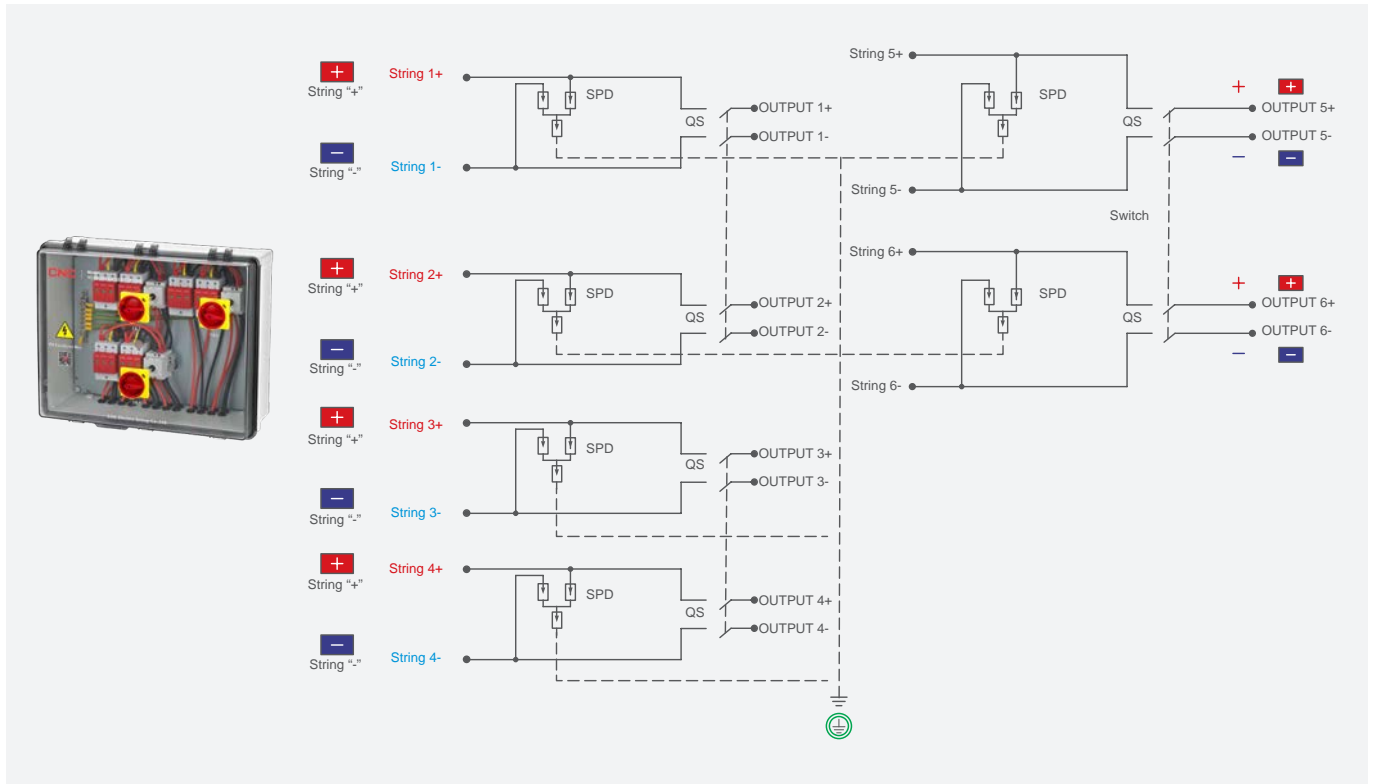 String 1+
String "+"
SPD
QS
OUTPUT 1+
OUTPUT 1-
String "-"
String 1-
String 5+
SPD
QS
+
OUTPUT 5+
OUTPUT 5-
−
String 5-
Switch
String 2+
String "+"
SPD
QS
OUTPUT 2+
OUTPUT 2-
String "-"
String 2-
String 6+
SPD
QS
+
OUTPUT 6+
OUTPUT 6-
−
String 6-
CNC
String 3+
String "+"
SPD
QS
OUTPUT 3+
OUTPUT 3-
String "-"
String 3-
String 4+
String "+"
SPD
QS
OUTPUT 4+
OUTPUT 4-
String "-"
String 4-